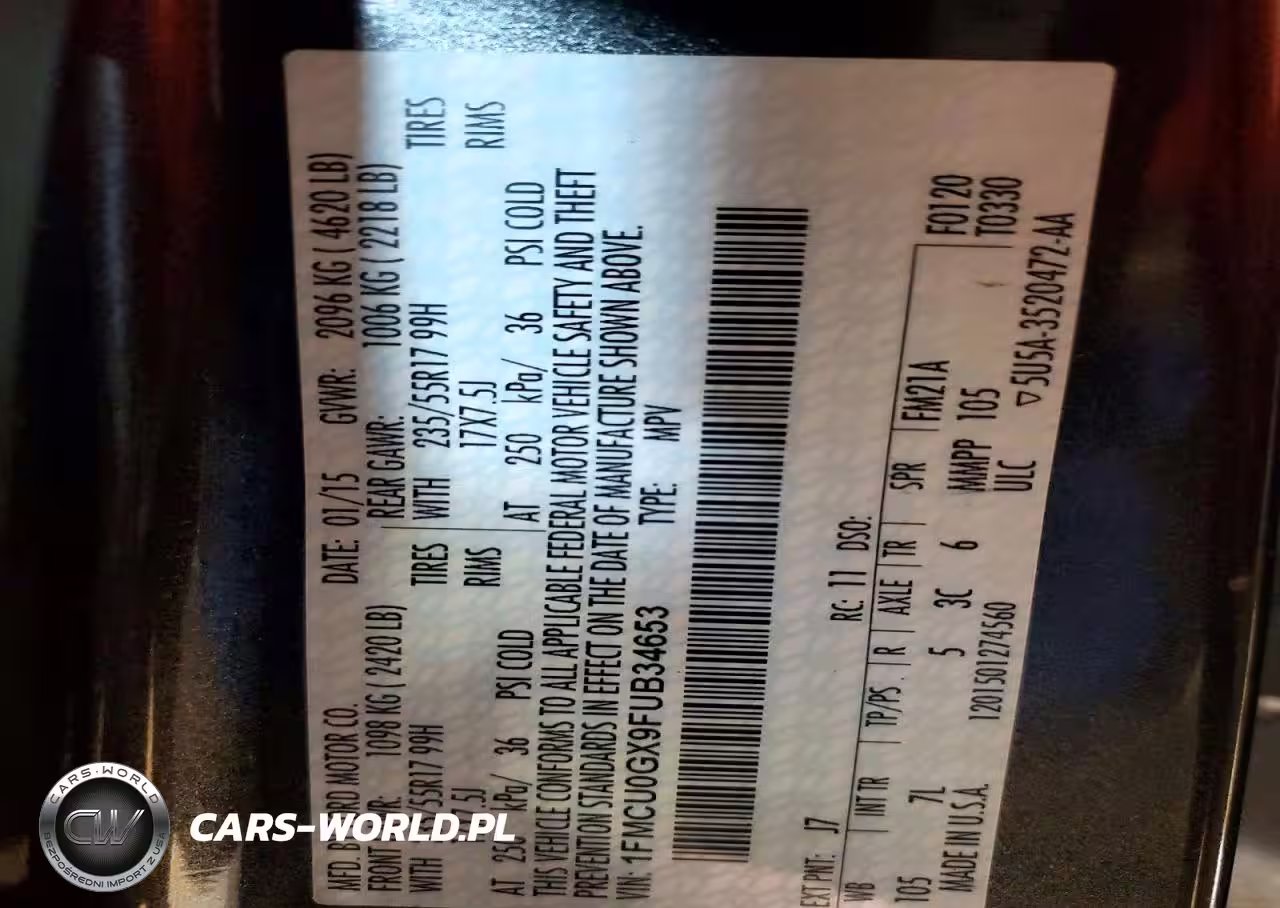 MFD. BY FORD MOTOR CO.
DATE: 01/15 GVWR: 2096 KG ( 4620 LB)
FRONT GAWR: 1098 KG ( 2420 LB)
REAR GAWR: 1006 KG ( 2218 LB)
WITH 235/55R17 99H TIRES
WITH 235/55R17 99H TIRES
17X7.5J RIMS
17X7.5J RIMS
AT 250 kPa/ 36 PSI COLD
AT 250 kPa/ 36 PSI COLD
THIS VEHICLE CONFORMS TO ALL APPLICABLE FEDERAL MOTOR VEHICLE SAFETY AND THEFT
PREVENTION STANDARDS IN EFFECT ON THE DATE OF MANUFACTURE SHOWN ABOVE.
VIN: 1FMCU0GX9FUB34653 TYPE: MPV
EXT PNT: J7 RC: 11 DSO:
WB INT TR TP/PS R AXLE TR SPR FM21A F0120
105 7L 5 3C 6 MMPP 105 T0330
MADE IN U.S.A. 1201501274560 ULC ▽5U5A-3520472-AA
CARS-WORLD
CW
BEZPOŚREDNI IMPORT Z USA
CARS-WORLD.PL